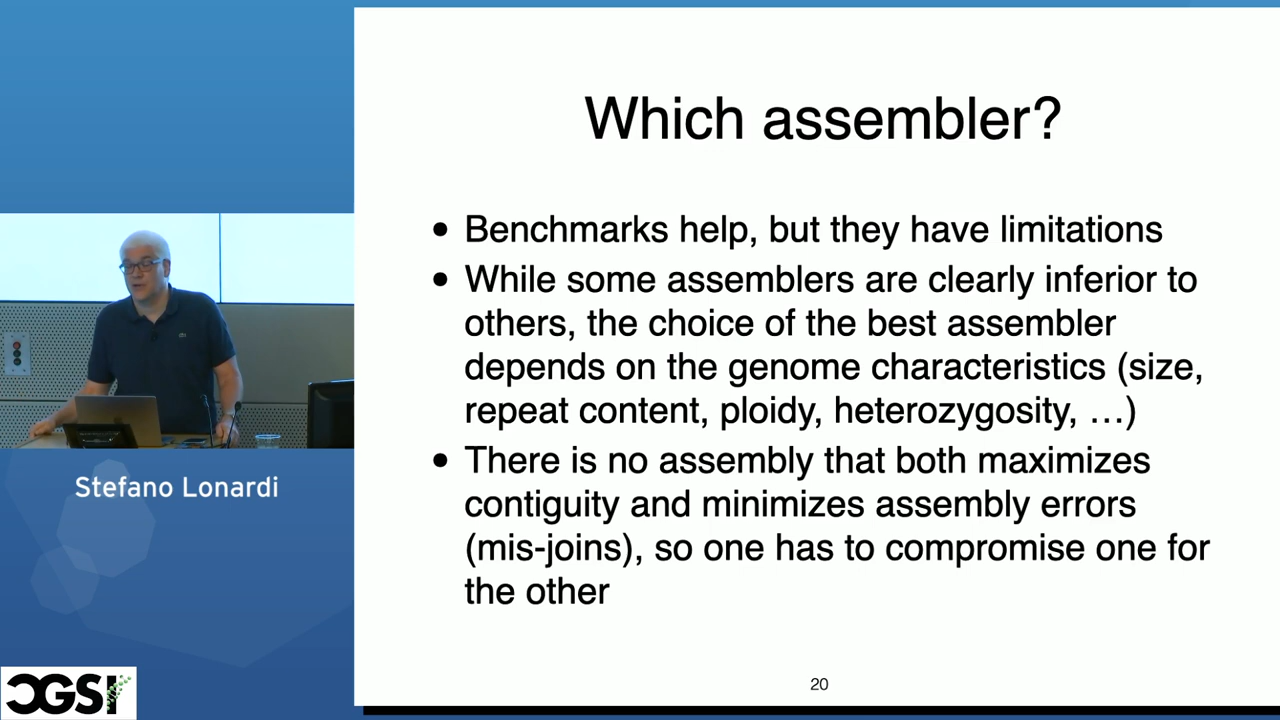 Which assembler?
• Benchmarks help, but they have limitations
• While some assemblers are clearly inferior to
others, the choice of the best assembler
depends on the genome characteristics (size,
repeat content, ploidy, heterozygosity, …)
• There is no assembly that both maximizes
contiguity and minimizes assembly errors
(mis-joins), so one has to compromise one for
the other
Stefano Lonardi
CGSI
20